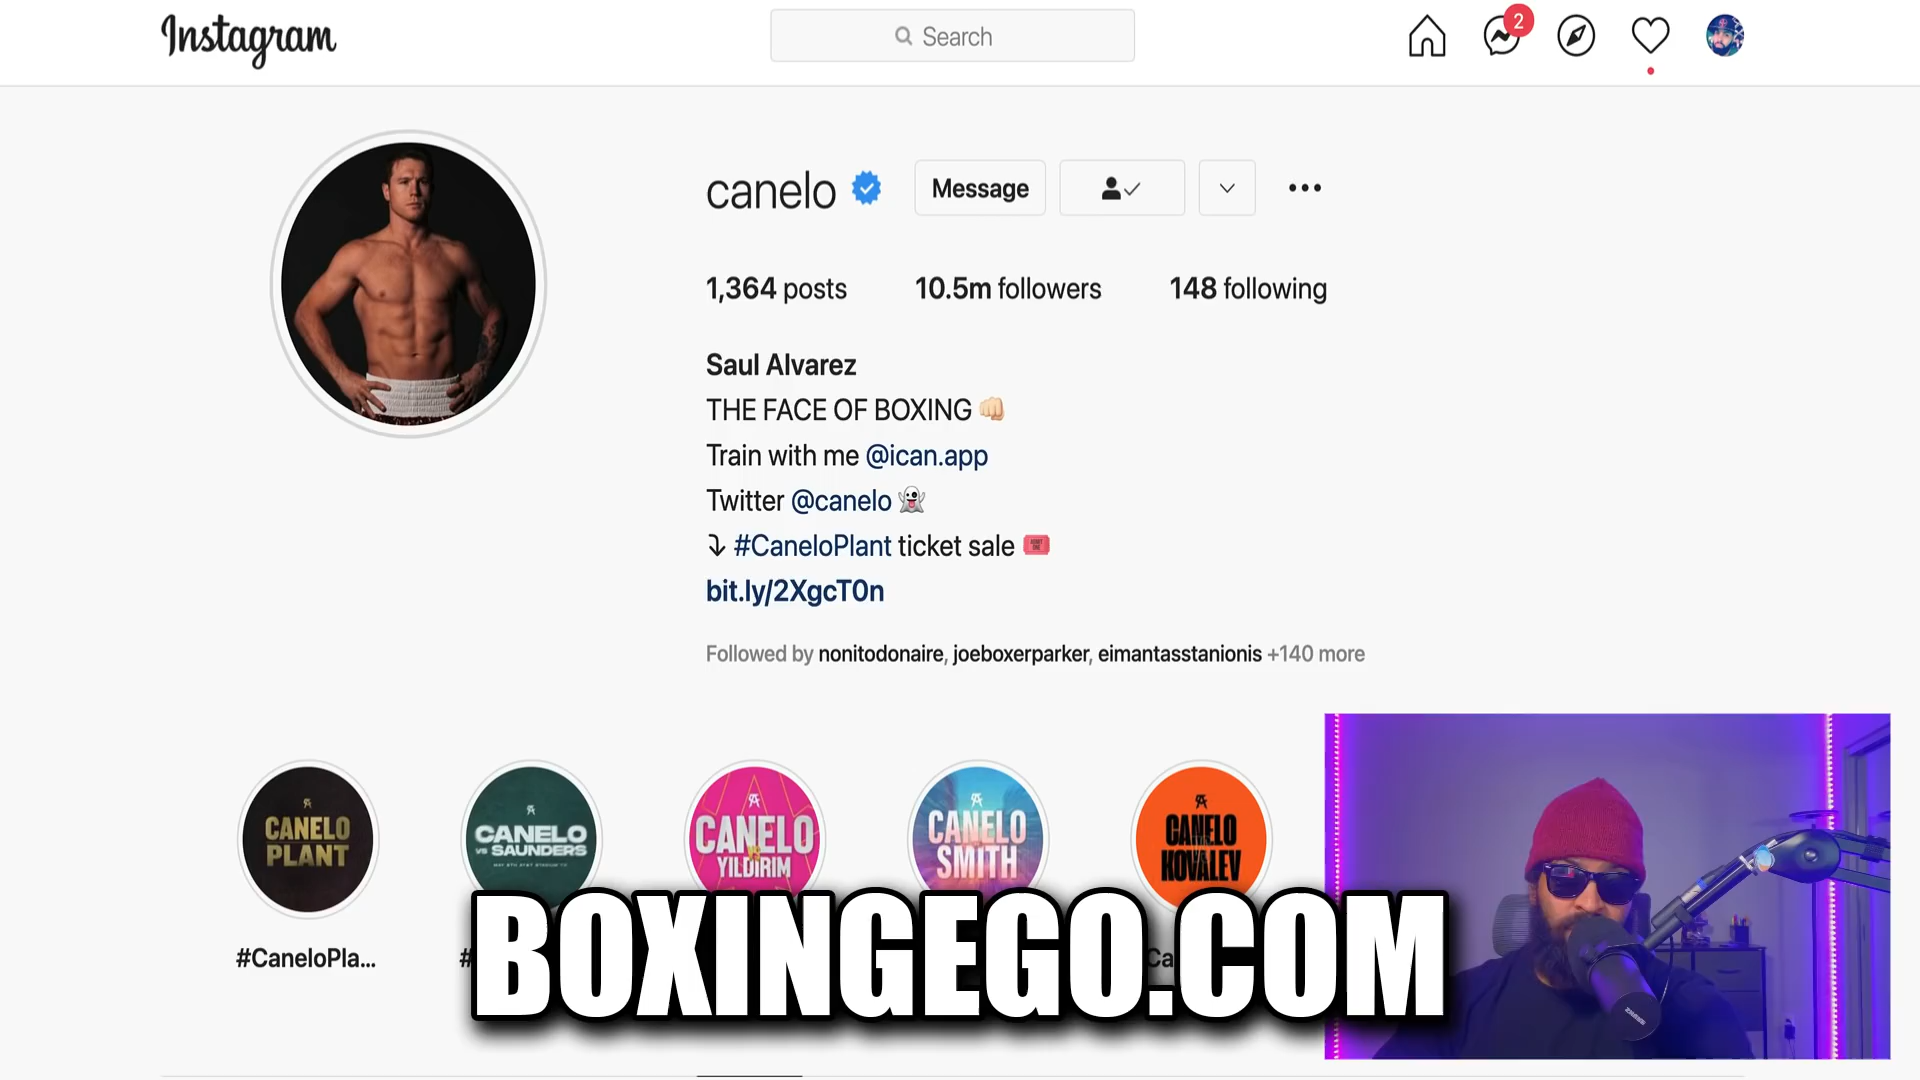 Instagram
Search
2
canelo
Message
1,364 posts 10.5m followers 148 following
Saul Alvarez
THE FACE OF BOXING
Train with me @ican.app
Twitter @canelo
#CaneloPlant ticket sale
bit.ly/2XgcT0n
Followed by nonitodonaire, joeboxerparker, eimantasstanionis +140 more
CANELO
PLANT
CANELO
VS SAUNDERS
CANELO
VS
YILDIRIM
CANELO
SMITH
CANELO
KOVALEV
#CaneloPla...
#
Ca
BOXINGEGO.COM